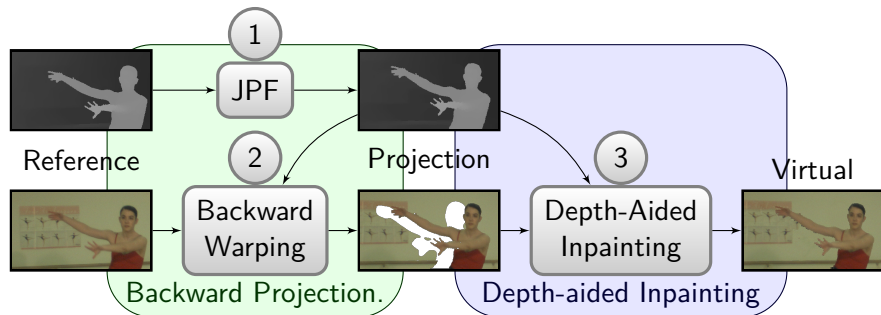 1
JPF
Reference
2
Projection
3
Virtual
Backward
Warping
Depth-Aided
Inpainting
Backward Projection.
Depth-aided Inpainting